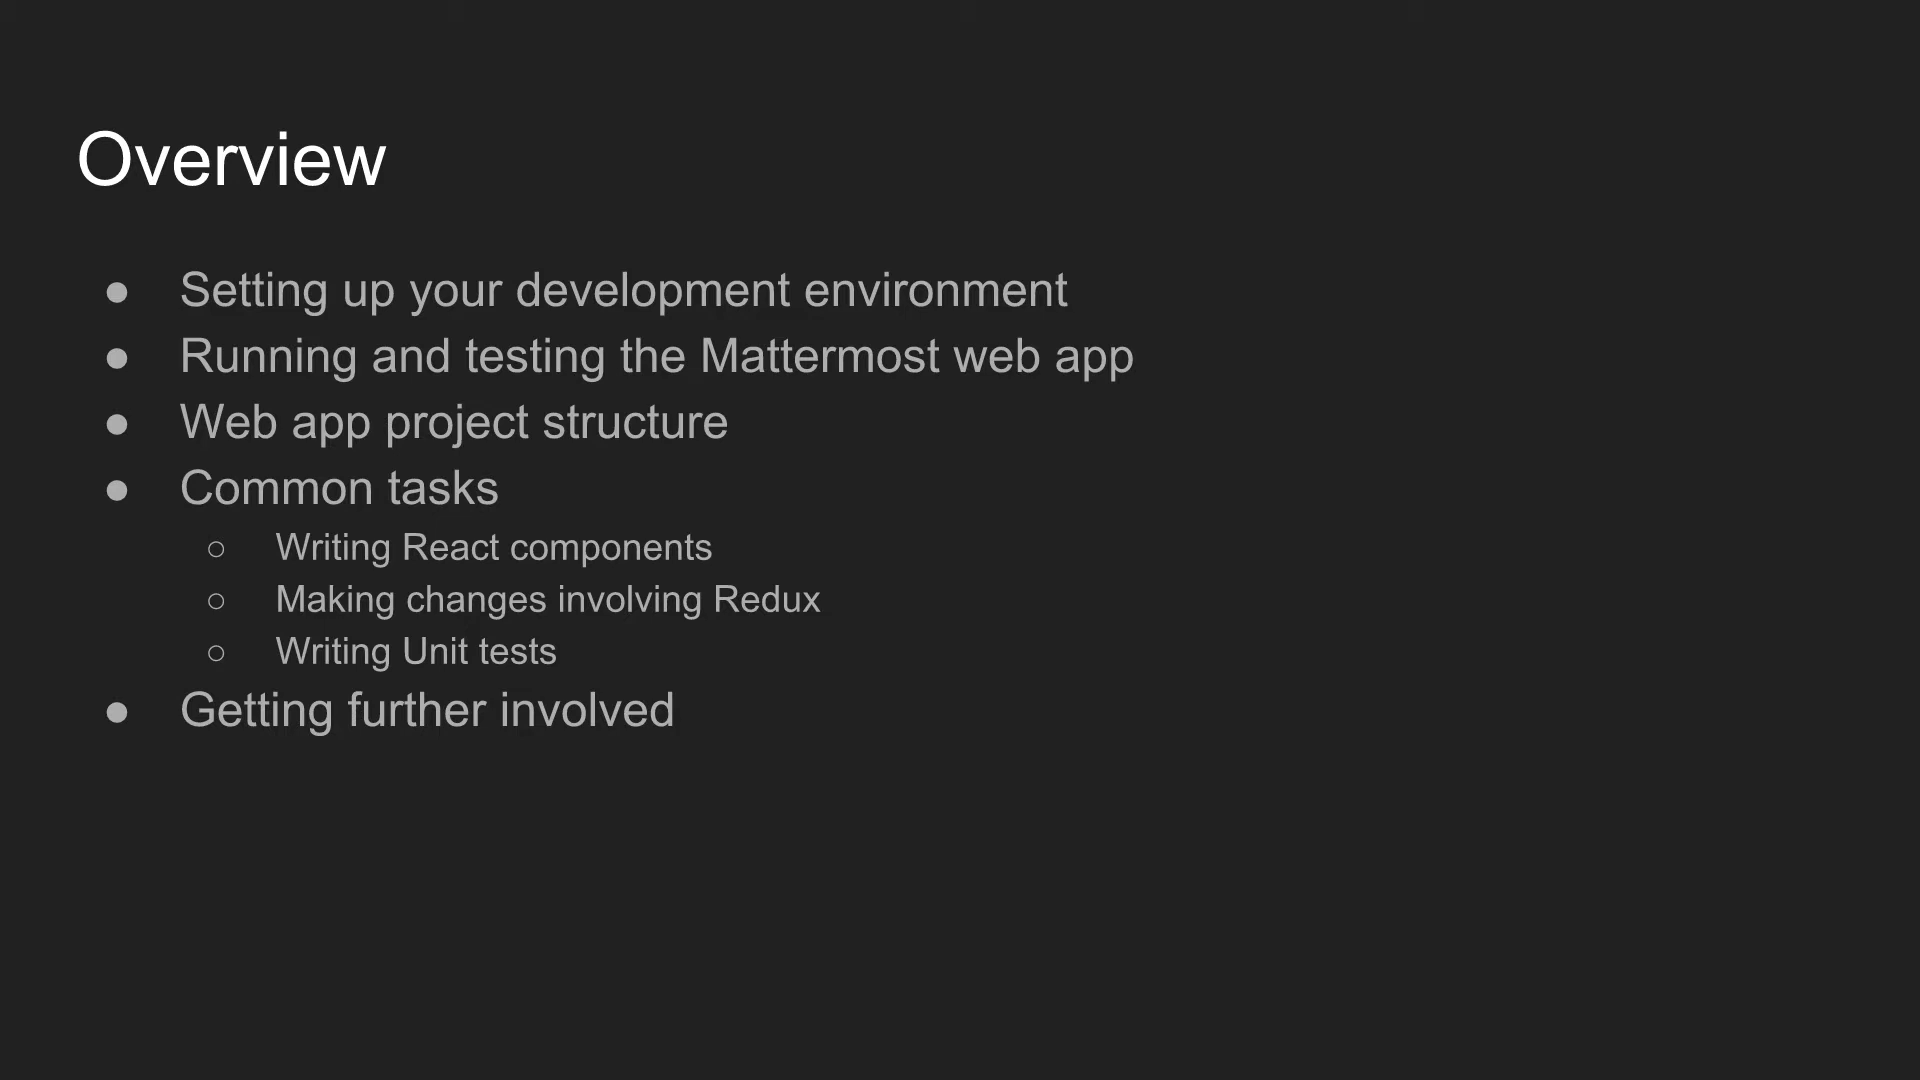 Overview
● Setting up your development environment
● Running and testing the Mattermost web app
● Web app project structure
● Common tasks
○ Writing React components
○ Making changes involving Redux
○ Writing Unit tests
● Getting further involved